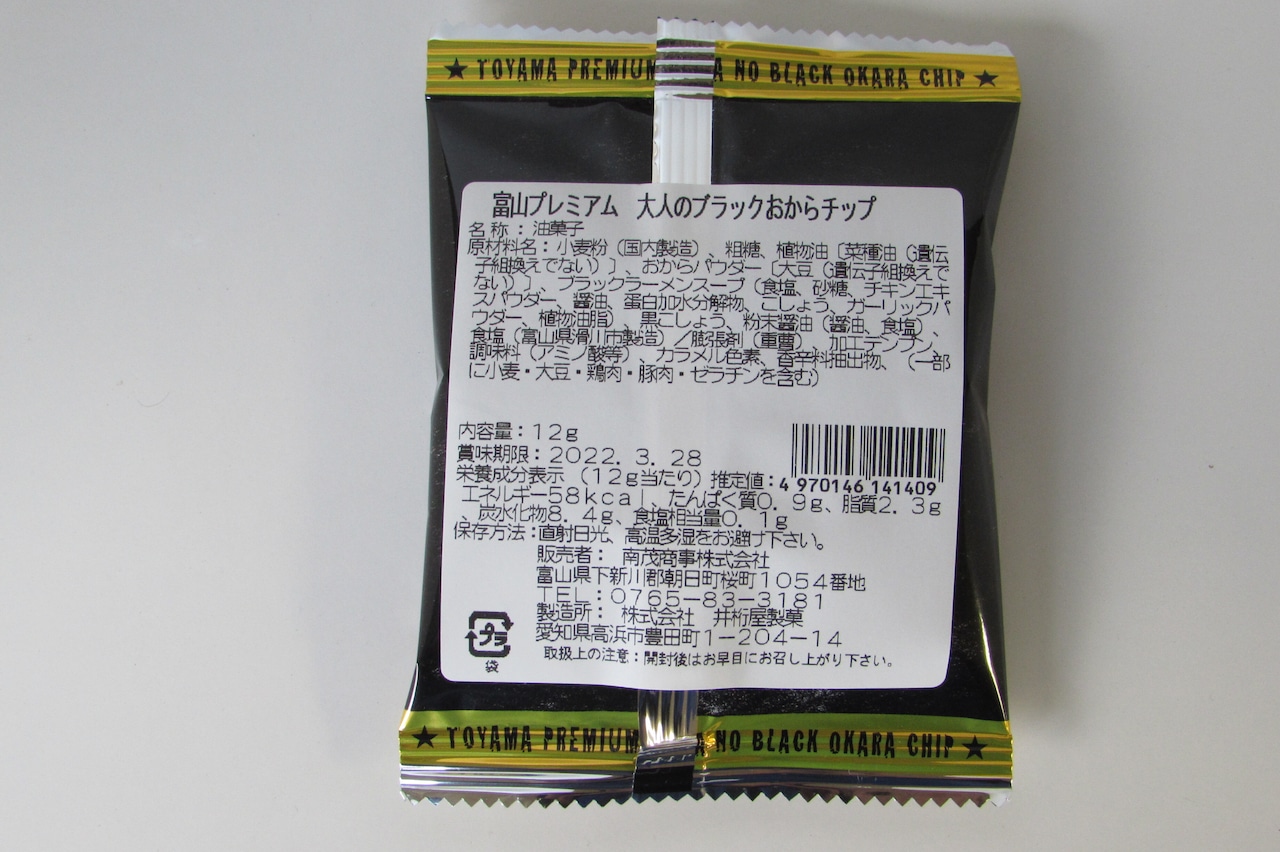 ★ TOYAMA PREMIUM A NO BLACK OKARA CHIP ★
富山プレミアム 大人のブラックおからチップ
名称：油菓子
原材料名：小麦粉（国内製造）、粗糖、植物油〔菜種油（遺伝
子組換えでない）〕、おからパウダー〔大豆（遺伝子組換えで
ない）〕、ブラックラーメンスープ（食塩、砂糖、チキンエキ
スパウダー、醤油、蛋白加水分解物、こしょう、ガーリックパ
ウダー、植物油脂）、黒こしょう、粉末醤油（醤油、食塩）、
食塩（富山県滑川市製造）／膨張剤（重曹）、加工デンプン、
調味料（アミノ酸等）、カラメル色素、香辛料抽出物、（一部
に小麦・大豆・鶏肉・豚肉・ゼラチンを含む）
内容量：12g
賞味期限：2022. 3. 28
栄養成分表示（12g当たり）推定値：
4 970146 141409
エネルギー58kcal、たんぱく質0. 9g、脂質2. 3g
、炭水化物8. 4g、食塩相当量0. 1g
保存方法：直射日光、高温多湿をお避け下さい。
販売者： 南茂商事株式会社
富山県下新川郡朝日町桜町1054番地
TEL：0765-83-3181
製造所： 株式会社 井桁屋製菓
愛知県高浜市豊田町1-204-14
プラ
袋
取扱上の注意：開封後はお早目にお召し上がり下さい。
★ TOYAMA PREMIUM A NO BLACK OKARA CHIP ★